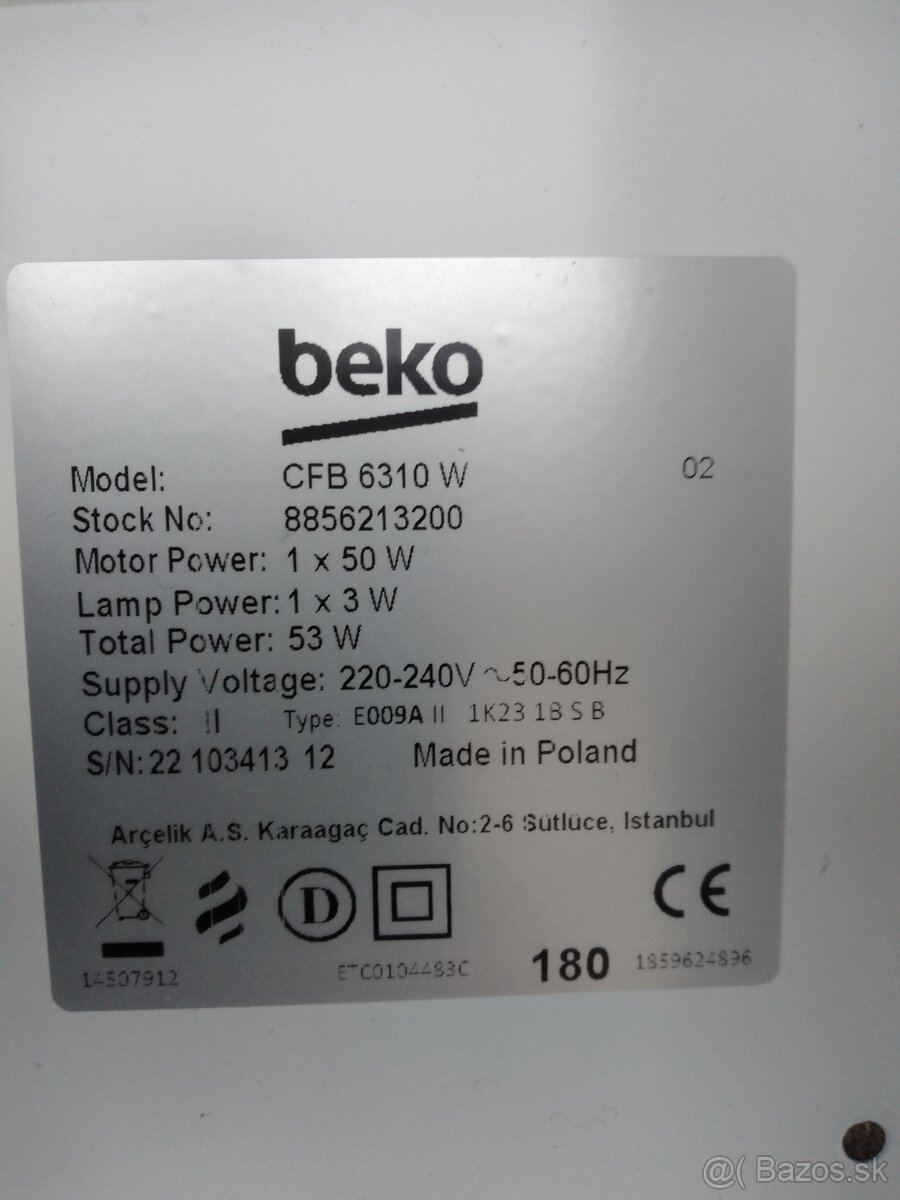 beko
Model: CFB 6310 W 02
Stock No: 8856213200
Motor Power: 1 x 50 W
Lamp Power: 1 x 3 W
Total Power: 53 W
Supply Voltage: 220-240V ~50-60Hz
Class: II Type: E009A II 1K23 1B S B
S/N: 22 103413 12 Made in Poland
Arçelik A.S. Karaagaç Cad. No:2-6 Sütlüce, Istanbul
D CE
14507912 ETC0104483C 180 1859624896
@( Bazos.sk